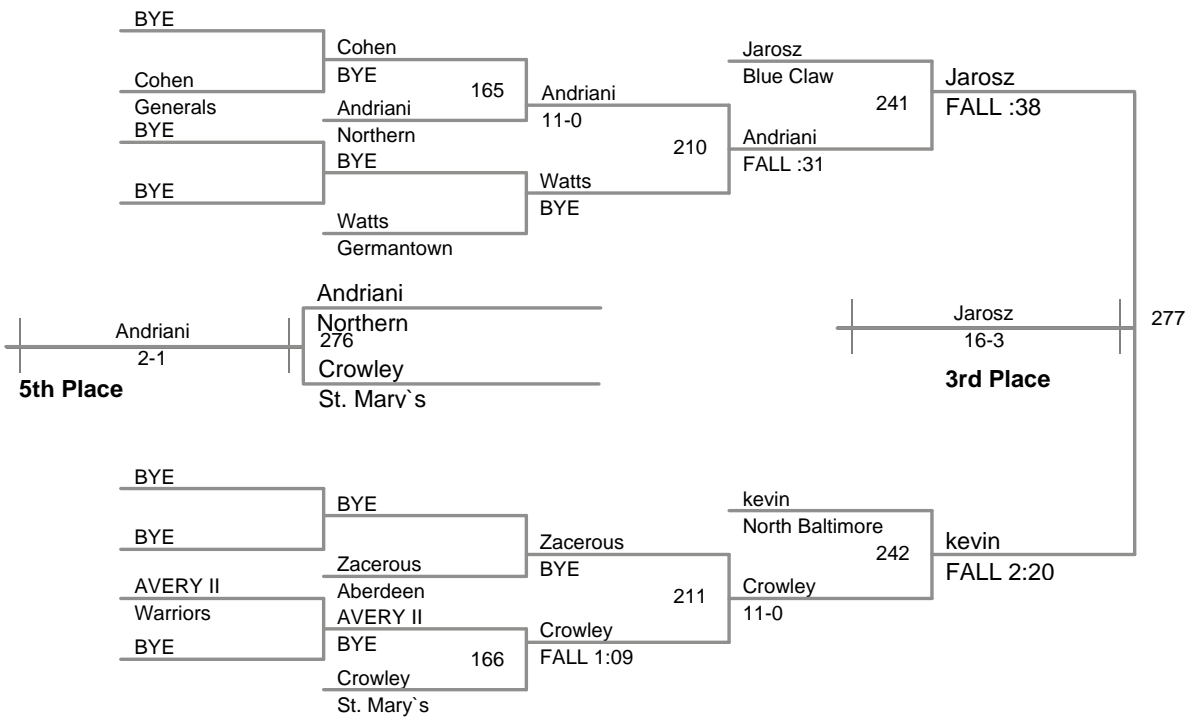 BYE
Cohen
Generals
BYE
BYE
Cohen
BYE
165
Andriani
Northern
BYE
Watts
Germantown
Andriani
11-0
210
Watts
BYE
Jarosz
Blue Claw
241
Andriani
FALL :31
Jarosz
FALL :38
Andriani
2-1
5th Place
Andriani
Northern
276
Crowley
St. Mary`s
Jarosz
16-3
3rd Place
277
BYE
BYE
AVERY II
Warriors
BYE
BYE
Zacerous
Aberdeen
AVERY II
BYE
166
Crowley
St. Mary`s
Zacerous
BYE
211
Crowley
FALL 1:09
kevin
North Baltimore
242
Crowley
11-0
kevin
FALL 2:20